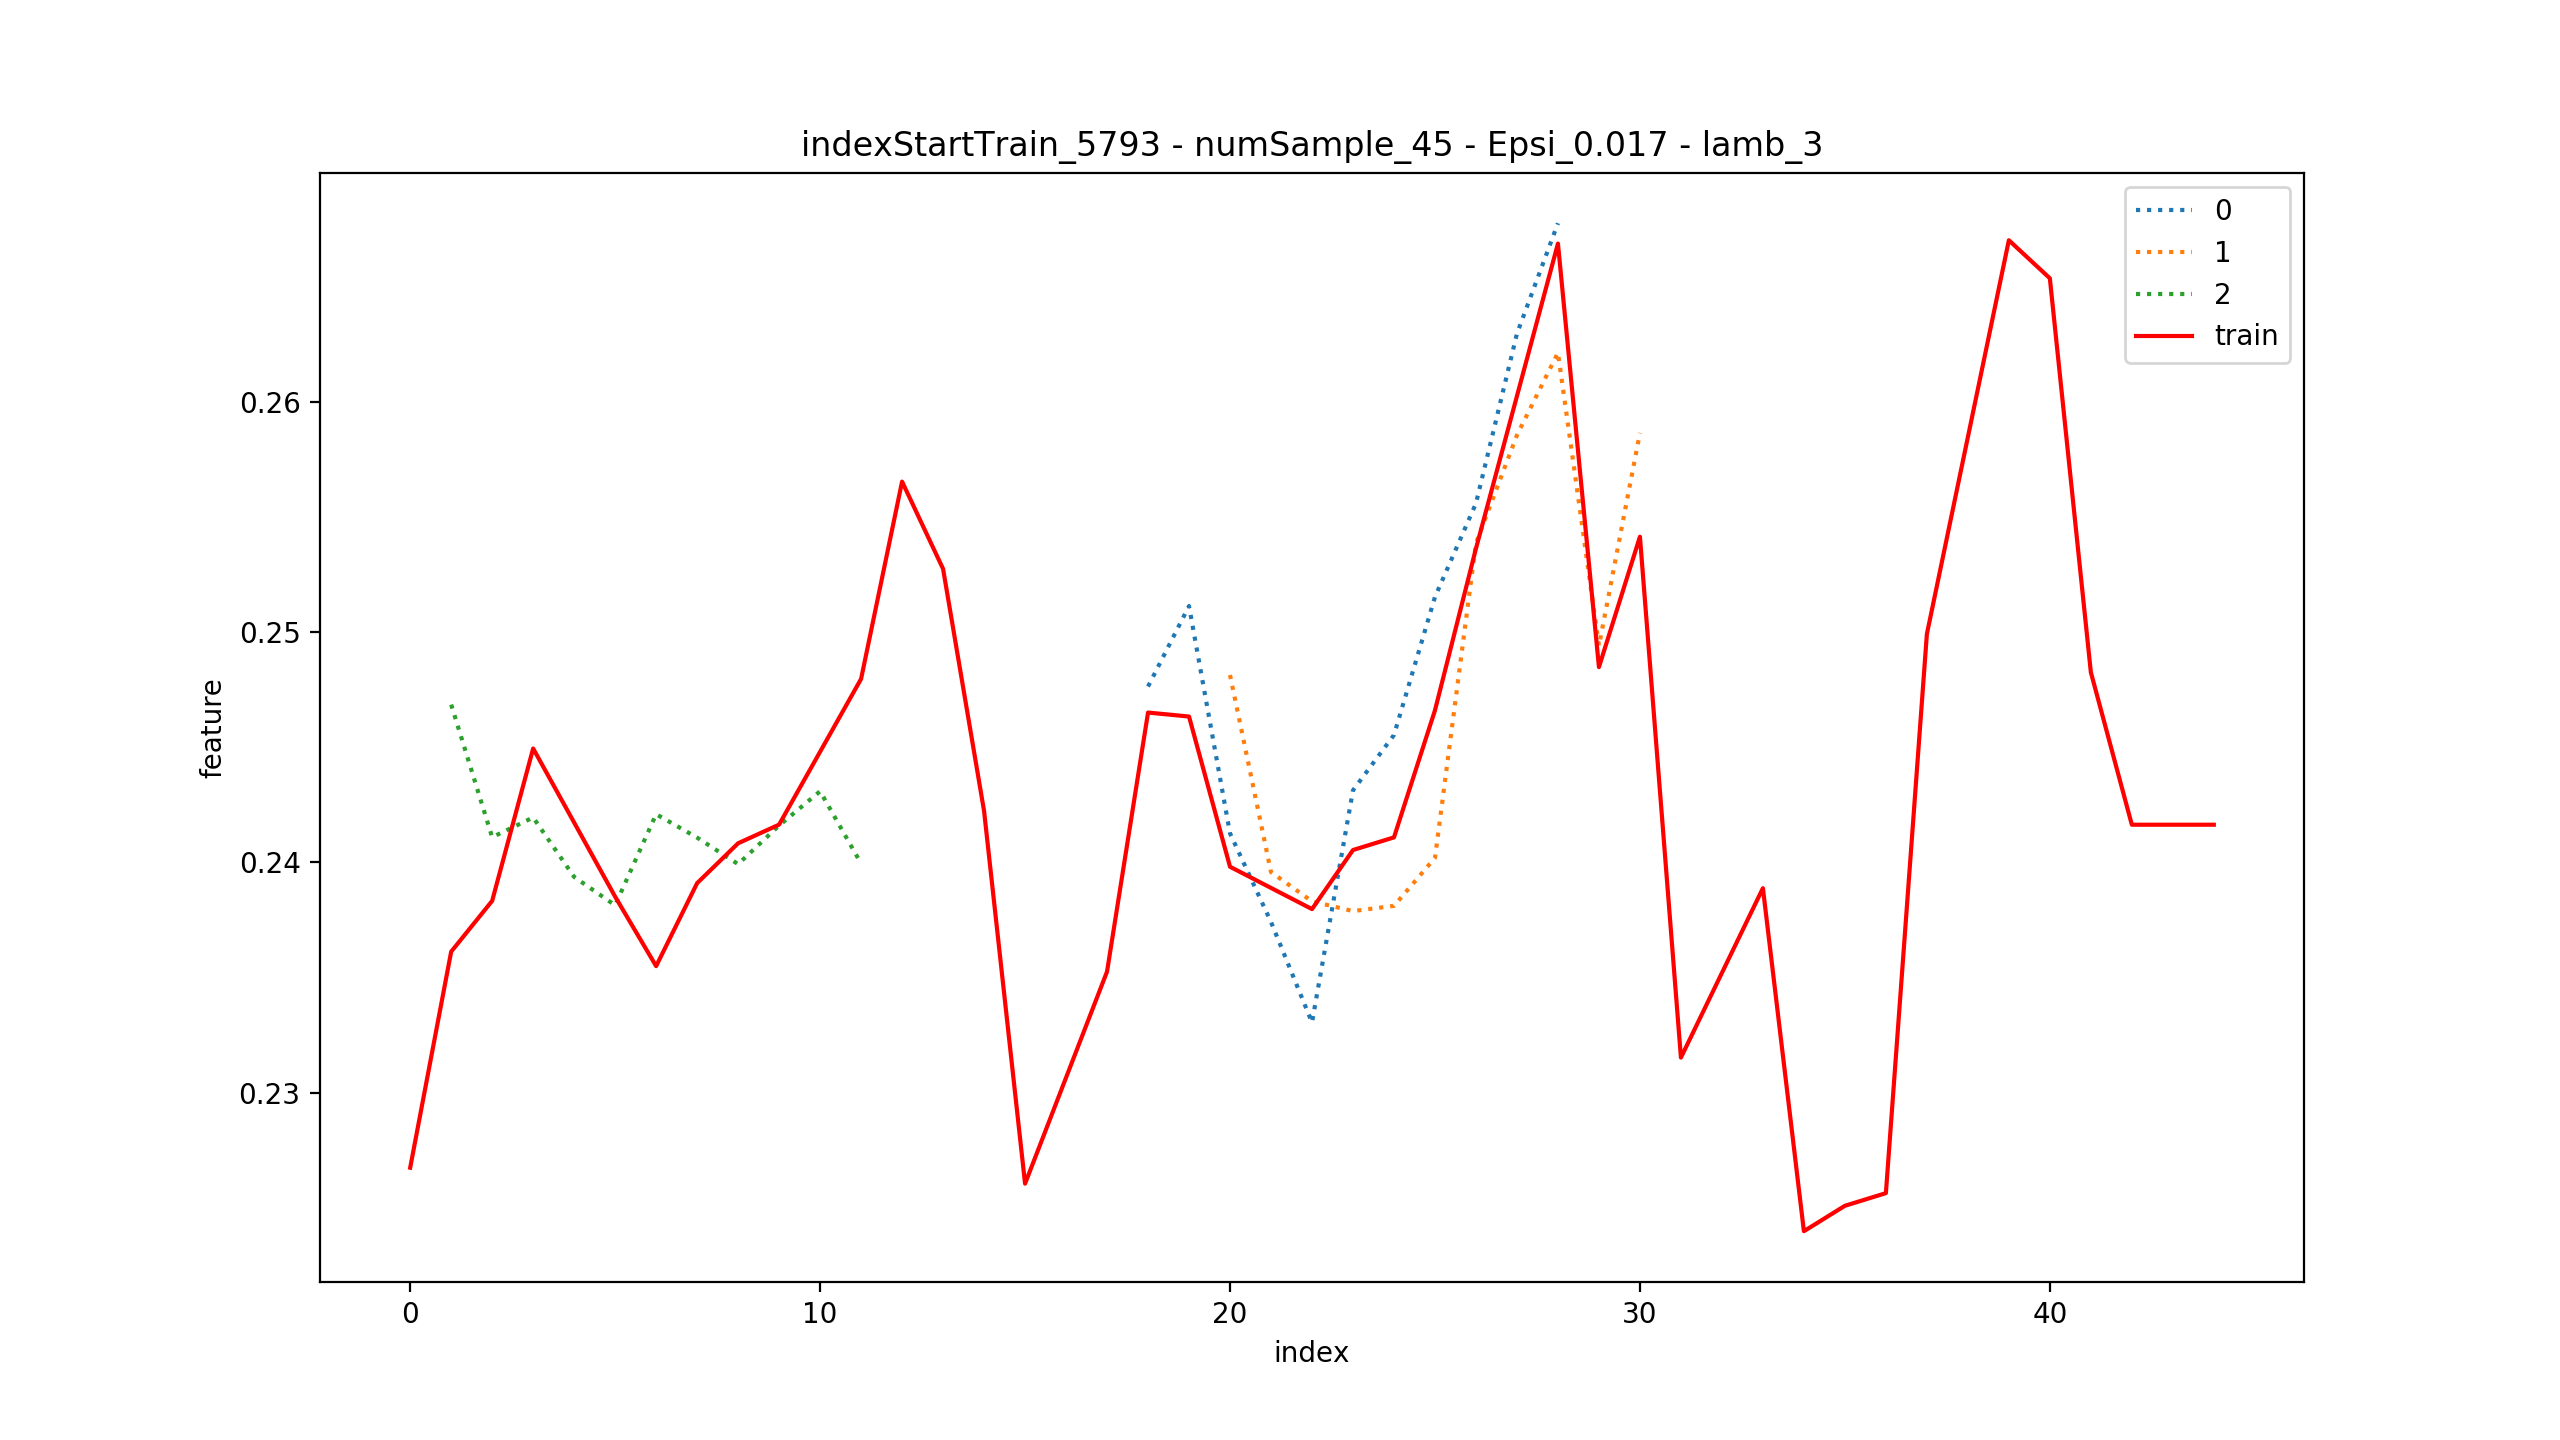 indexStartTrain_5793 - numSample_45 - Epsi_0.017 - lamb_3
0
1
2
train
0.26
0.25
0.24
0.23
feature
0 10 20 30 40
index